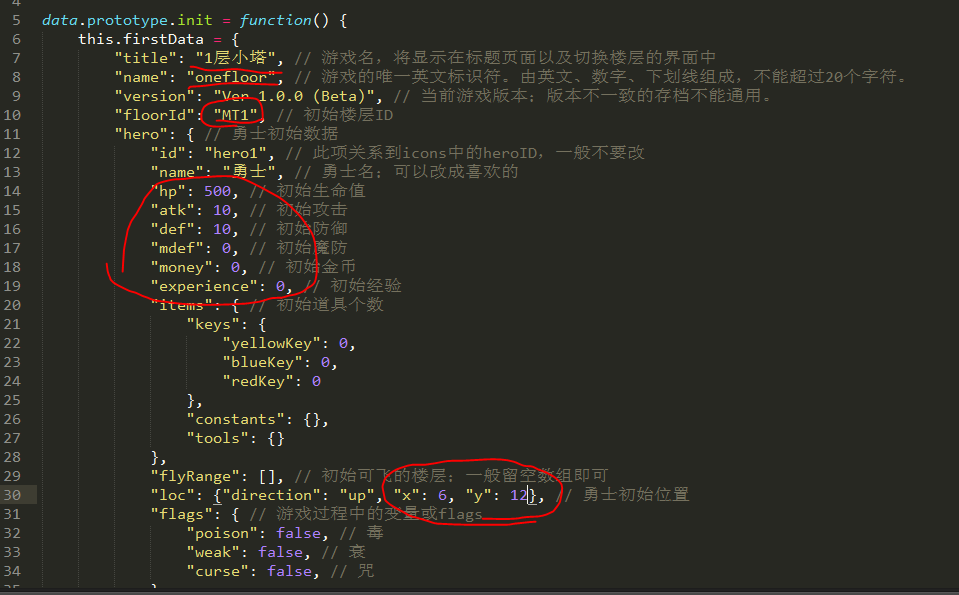 4
5 data.prototype.init = function() {
6 this.firstData = {
7 "title": "1层小塔", // 游戏名，将显示在标题页面以及切换楼层的界面中
8 "name": "onefloor", // 游戏的唯一英文标识符。由英文、数字、下划线组成，不能超过20个字符。
9 "version": "Ver 1.0.0 (Beta)", // 当前游戏版本；版本不一致的存档不能通用。
10 "floorId": "MT1", // 初始楼层ID
11 "hero": { // 勇士初始数据
12 "id": "hero1", // 此项关系到icons中的heroID，一般不要改
13 "name": "勇士", // 勇士名；可以改成喜欢的
14 "hp": 500, // 初始生命值
15 "atk": 10, // 初始攻击
16 "def": 10, // 初始防御
17 "mdef": 0, // 初始魔防
18 "money": 0, // 初始金币
19 "experience": 0, // 初始经验
20 "items": { // 初始道具个数
21 "keys": {
22 "yellowKey": 0,
23 "blueKey": 0,
24 "redKey": 0
25 },
26 "constants": {},
27 "tools": {}
28 },
29 "flyRange": [], // 初始可飞的楼层；一般留空数组即可
30 "loc": {"direction": "up", "x": 6, "y": 12}, // 勇士初始位置
31 "flags": { // 游戏过程中的变量或flags
32 "poison": false, // 毒
33 "weak": false, // 衰
34 "curse": false, // 咒